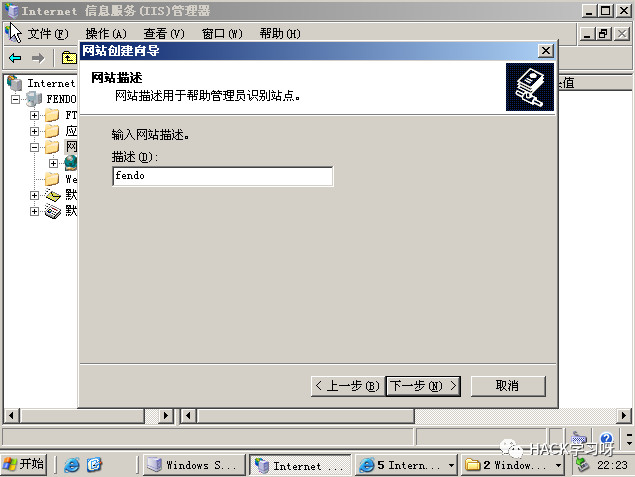 Internet 信息服务(IIS)管理器
文件(F) 操作(A) 查看(V) 窗口(W) 帮助(H)
网站创建向导
网站描述
网站描述用于帮助管理员识别站点。
Internet
FENDO
FT
应
网
We
默
默
值
输入网站描述。
描述(D):
fendo
< 上一步(B)
下一步(N) >
取消
HACK学习呀
开始
Windows S...
Internet ...
5 Intern...
2 Window...
22:23